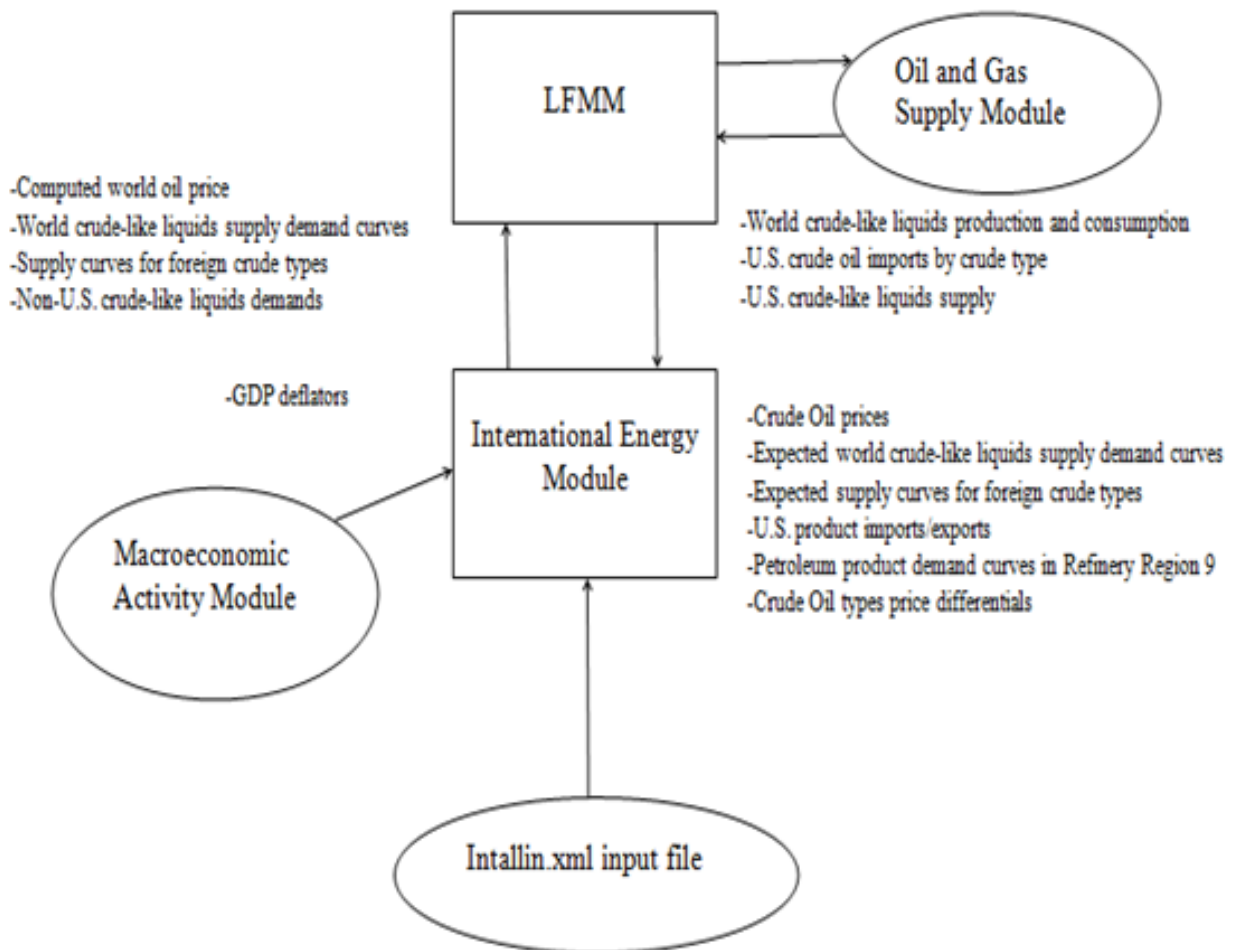 LFMM
Oil and Gas
Supply Module
-Computed world oil price
-World crude-like liquids supply demand curves
-Supply curves for foreign crude types
-Non-U.S. crude-like liquids demands
-World crude-like liquids production and consumption
-U.S. crude oil imports by crude type
-U.S. crude-like liquids supply
-GDP deflators
International Energy
Module
-Crude Oil prices
-Expected world crude-like liquids supply demand curves
-Expected supply curves for foreign crude types
-U.S. product imports/exports
-Petroleum product demand curves in Refinery Region 9
-Crude Oil types price differentials
Macroeconomic
Activity Module
Intallin.xml input file